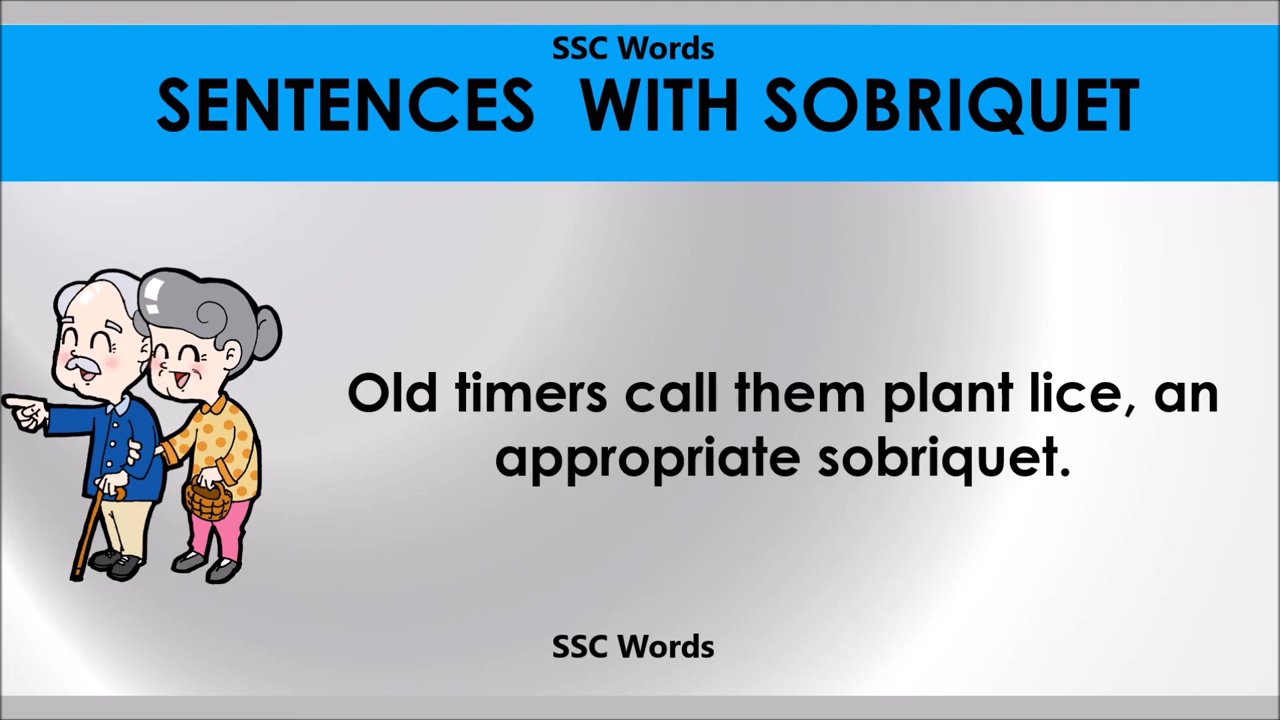 SSC Words
SENTENCES WITH SOBRIQUET
Old timers call them plant lice, an
appropriate sobriquet.
SSC Words